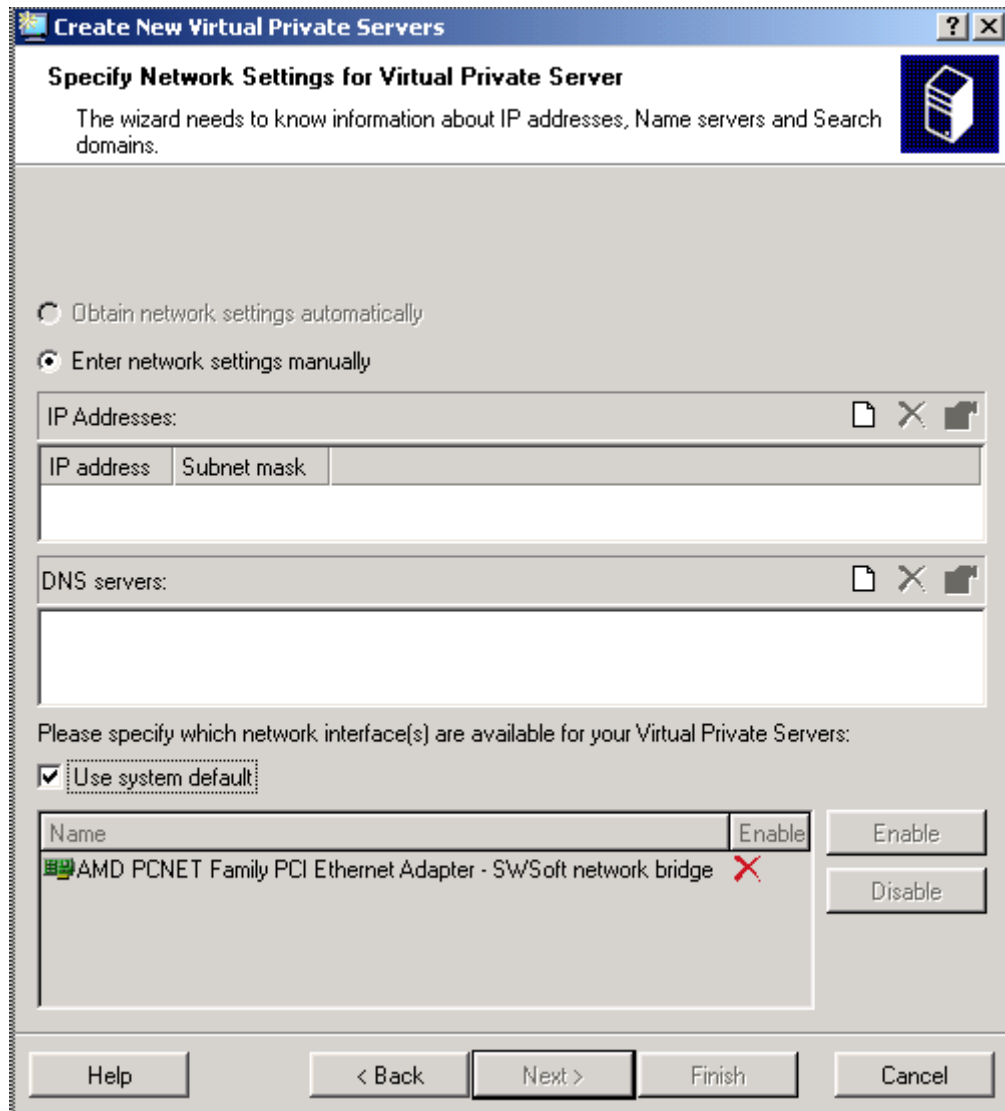 Create New Virtual Private Servers
Specify Network Settings for Virtual Private Server
The wizard needs to know information about IP addresses, Name servers and Search
domains.
Obtain network settings automatically
Enter network settings manually
IP Addresses:
IP address Subnet mask
DNS servers:
Please specify which network interface(s) are available for your Virtual Private Servers:
Use system default
Name Enable Enable
AMD PCNET Family PCI Ethernet Adapter - SWSoft network bridge
Disable
Help < Back Next > Finish Cancel